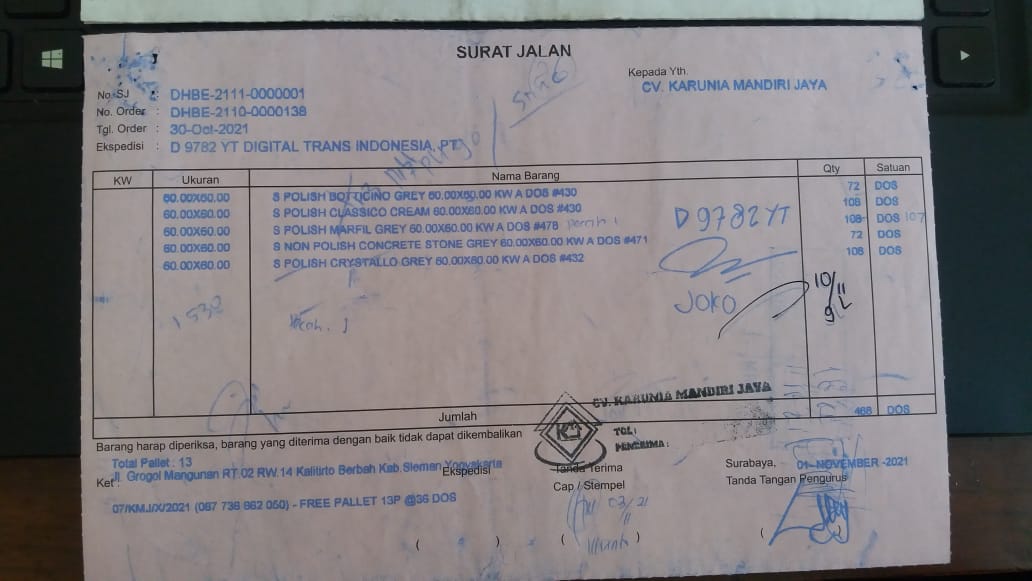 SURAT JALAN
Kepada Yth.
CV. KARUNIA MANDIRI JAYA
No. SJ : DHBE-2111-0000001
No. Order : DHBE-2110-0000138
Tgl. Order : 30-Oct-2021
Ekspedisi : D 9782 YT DIGITAL TRANS INDONESIA, PT
KW Ukuran Nama Barang Qty Satuan
60.00X60.00 S POLISH BOTTICINO GREY 60.00X60.00 KW A DOS #430 72 DOS
60.00X60.00 S POLISH CLASSICO CREAM 60.00X60.00 KW A DOS #430 108 DOS
60.00X60.00 S POLISH MARFIL GREY 60.00X60.00 KW A DOS #478 108 DOS 107
60.00X60.00 S NON POLISH CONCRETE STONE GREY 60.00X60.00 KW A DOS #471 72 DOS
60.00X60.00 S POLISH CRYSTALLO GREY 60.00X60.00 KW A DOS #432 108 DOS
D 9782 YT
JOKO
Jumlah 468 DOS
CV. KARUNIA MANDIRI JAYA
TGL :
PENERIMA :
Barang harap diperiksa, barang yang diterima dengan baik tidak dapat dikembalikan
Total Pallet : 13
Jl. Grogol Mangunan RT.02 RW.14 Kalitirto Berbah Kab.Sleman Yogyakarta
Ket :
Ekspedisi
Tanda Terima
Cap / Stempel
Surabaya, 01-NOVEMBER-2021
Tanda Tangan Pengurus
07/KMJ/X/2021 (087 738 862 050) - FREE PALLET 13P @36 DOS
( ) ( ) ( )